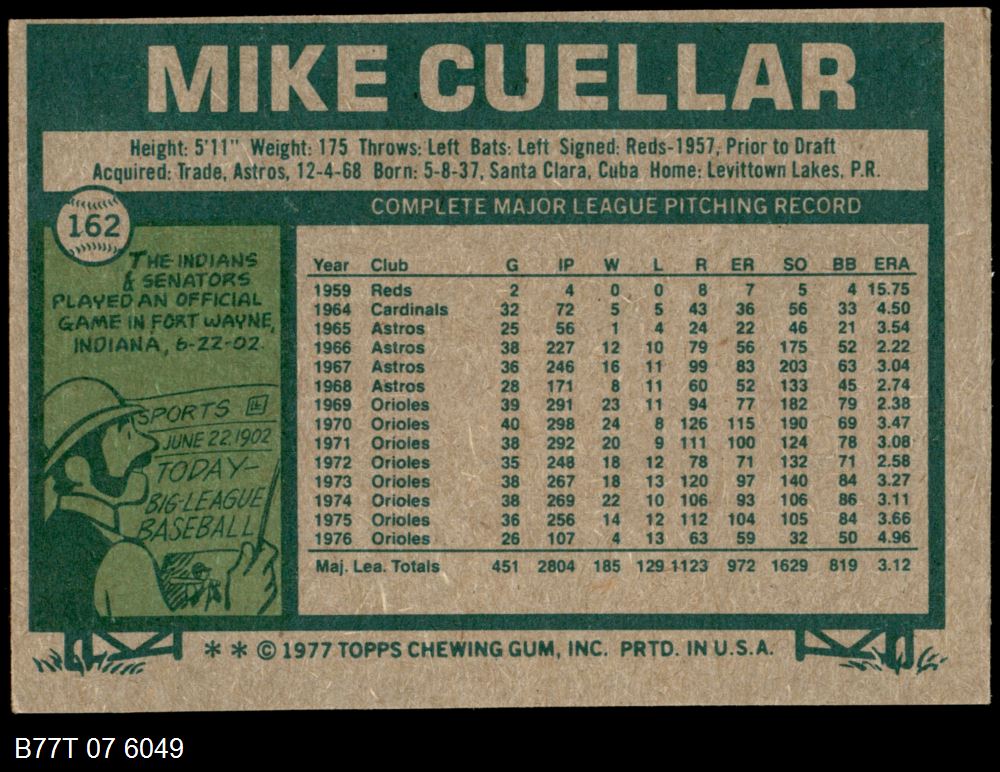 MIKE CUELLAR
Height: 5'11" Weight: 175 Throws: Left Bats: Left Signed: Reds-1957, Prior to Draft
Acquired: Trade, Astros, 12-4-68 Born: 5-8-37, Santa Clara, Cuba Home: Levittown Lakes, P.R.
162
COMPLETE MAJOR LEAGUE PITCHING RECORD
THE INDIANS
& SENATORS
PLAYED AN OFFICIAL
GAME IN FORT WAYNE,
INDIANA, 6-22-02.
SPORTS
JUNE 22, 1902
TODAY-
BIG-LEAGUE
BASEBALL
Year Club G IP W L R ER SO BB ERA
1959 Reds 2 4 0 0 8 7 5 4 15.75
1964 Cardinals 32 72 5 5 43 36 56 33 4.50
1965 Astros 25 56 1 4 24 22 46 21 3.54
1966 Astros 38 227 12 10 79 56 175 52 2.22
1967 Astros 36 246 16 11 99 83 203 63 3.04
1968 Astros 28 171 8 11 60 52 133 45 2.74
1969 Orioles 39 291 23 11 94 77 182 79 2.38
1970 Orioles 40 298 24 8 126 115 190 69 3.47
1971 Orioles 38 292 20 9 111 100 124 78 3.08
1972 Orioles 35 248 18 12 78 71 132 71 2.58
1973 Orioles 38 267 18 13 120 97 140 84 3.27
1974 Orioles 38 269 22 10 106 93 106 86 3.11
1975 Orioles 36 256 14 12 112 104 105 84 3.66
1976 Orioles 26 107 4 13 63 59 32 50 4.96
Maj. Lea. Totals 451 2804 185 129 1123 972 1629 819 3.12
* * © 1977 TOPPS CHEWING GUM, INC. PRTD. IN U.S.A.
B77T 07 6049